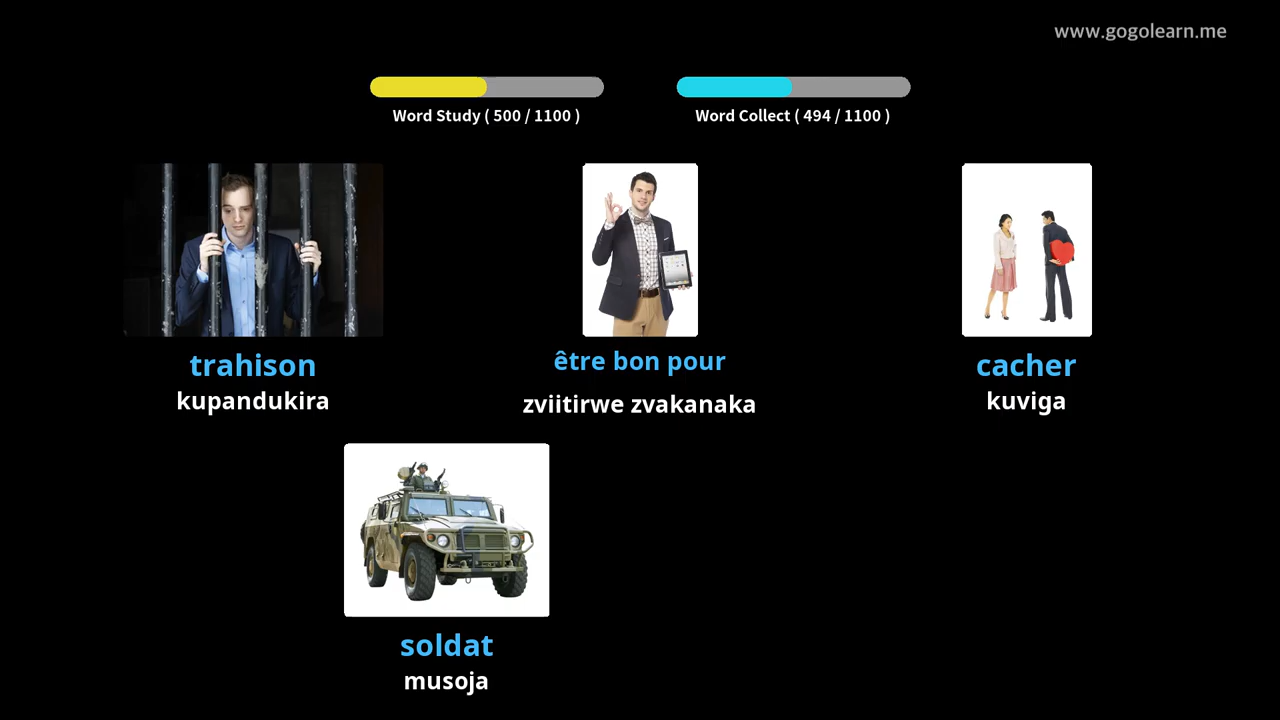 www.gogolearn.me
Word Study ( 500 / 1100 )
Word Collect ( 494 / 1100 )
trahison
kupandukira
être bon pour
zviitirwe zvakanaka
cacher
kuviga
soldat
musoja